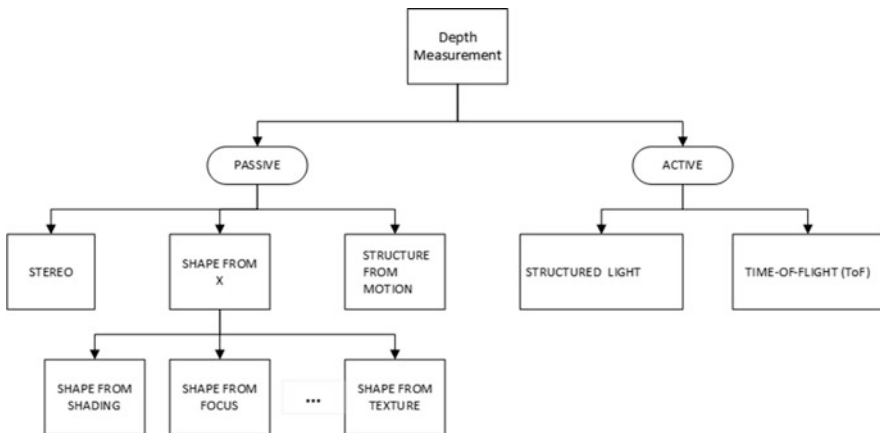 Depth
Measurement
PASSIVE
ACTIVE
STEREO
SHAPE FROM
X
STRUCTURE
FROM
MOTION
STRUCTURED LIGHT
TIME-OF-FLIGHT (ToF)
SHAPE FROM
SHADING
SHAPE FROM
FOCUS
...
SHAPE FROM
TEXTURE